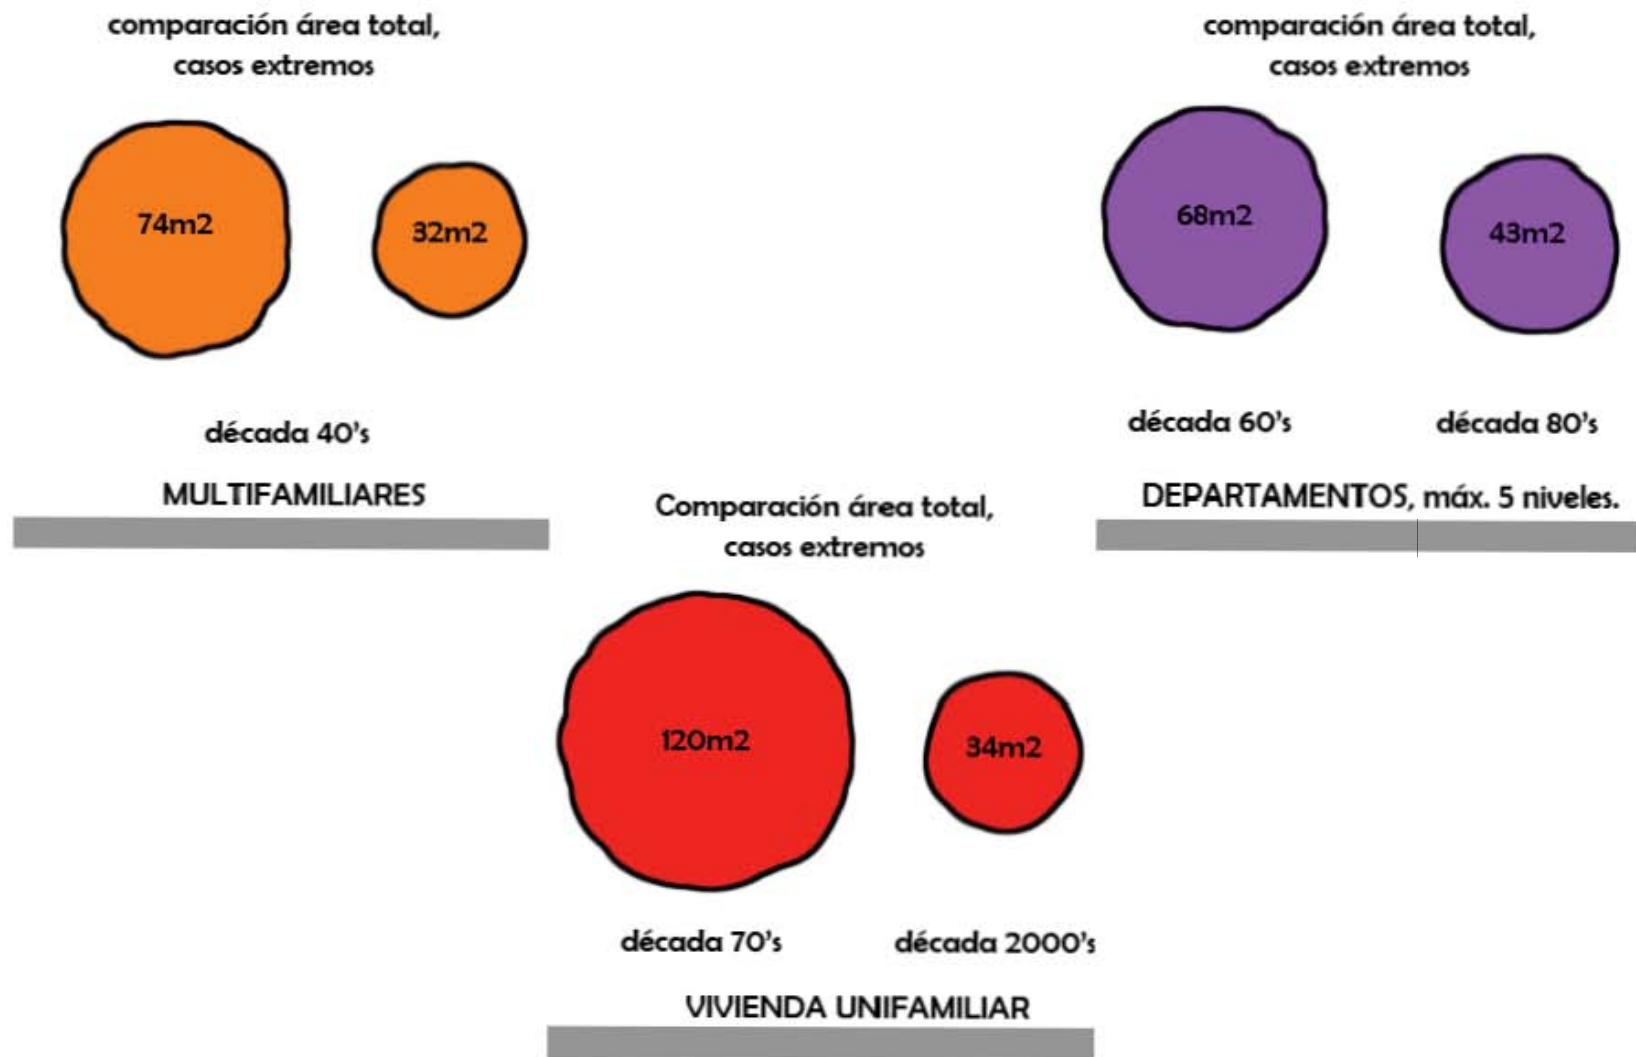 comparación área total,
casos extremos
74m2
32m2
década 40's
MULTIFAMILIARES
comparación área total,
casos extremos
68m2
43m2
década 60's
década 80's
DEPARTAMENTOS, máx. 5 niveles.
Comparación área total,
casos extremos
120m2
34m2
década 70's
década 2000's
VIVIENDA UNIFAMILIAR